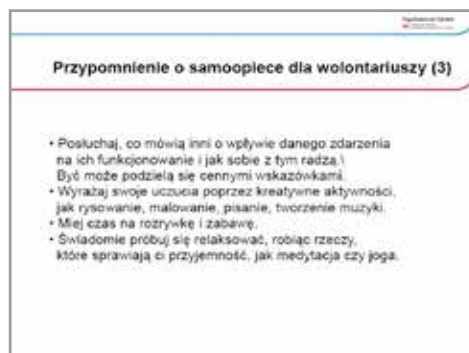 Przypomnienie o samoopiece dla wolontariuszy (3)
• Posłuchaj, co mówią inni o wpływie danego zdarzenia
na ich funkcjonowanie i jak sobie z tym radzą.\
Być może podzielą się cennymi wskazówkami.
• Wyrażaj swoje uczucia poprzez kreatywne aktywności,
jak rysowanie, malowanie, pisanie, tworzenie muzyki.
• Miej czas na rozrywkę i zabawę.
• Świadomie próbuj się relaksować, robiąc rzeczy,
które sprawiają ci przyjemność, jak medytacja czy joga.